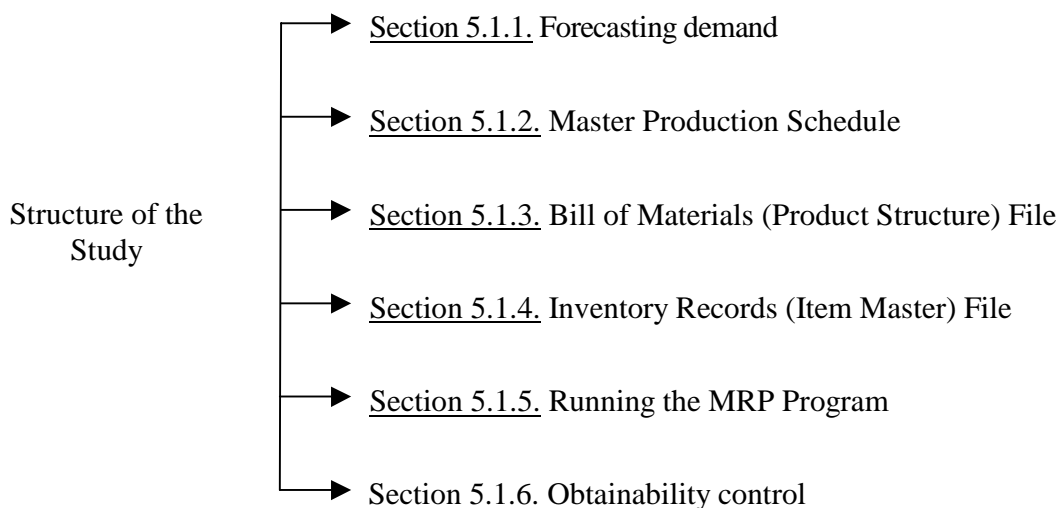 Section 5.1.1. Forecasting demand
Section 5.1.2. Master Production Schedule
Structure of the
Study
Section 5.1.3. Bill of Materials (Product Structure) File
Section 5.1.4. Inventory Records (Item Master) File
Section 5.1.5. Running the MRP Program
Section 5.1.6. Obtainability control